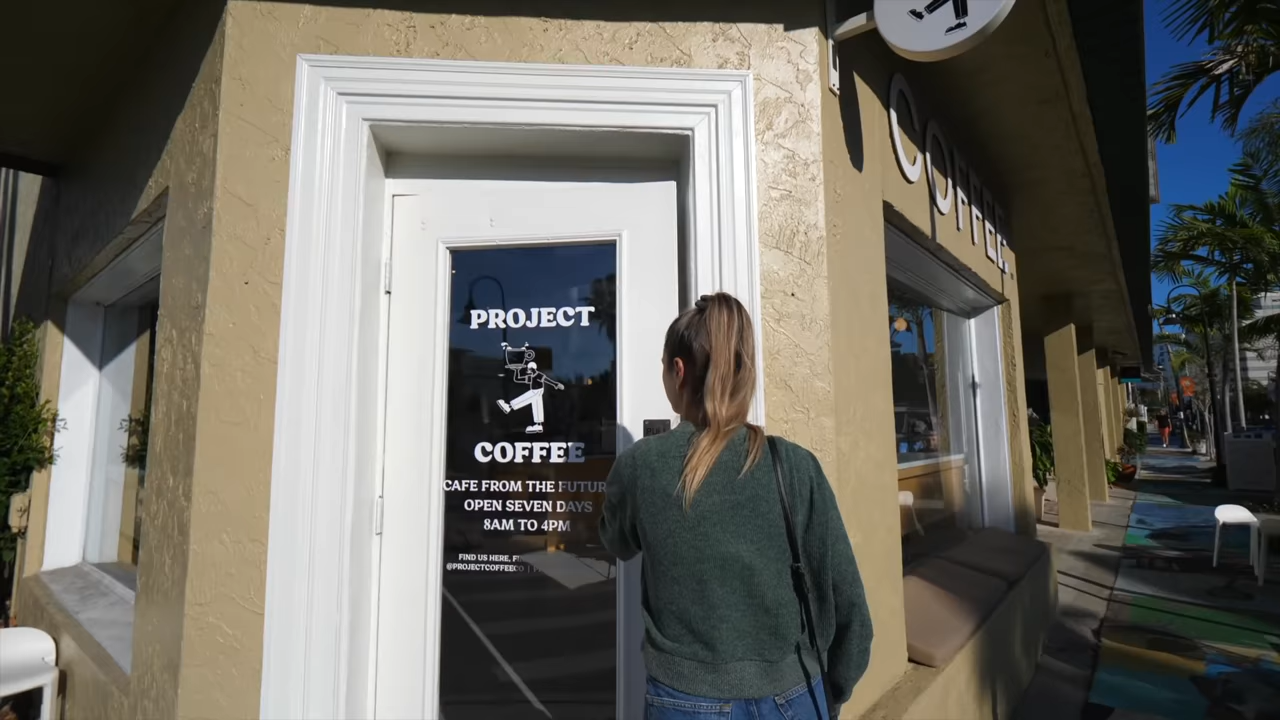 COFFEE.
PROJECT
COFFEE
CAFE FROM THE FUTUR
OPEN SEVEN DAYS
8AM TO 4PM
FIND US HERE,
@PROJECTCOFFEECO |